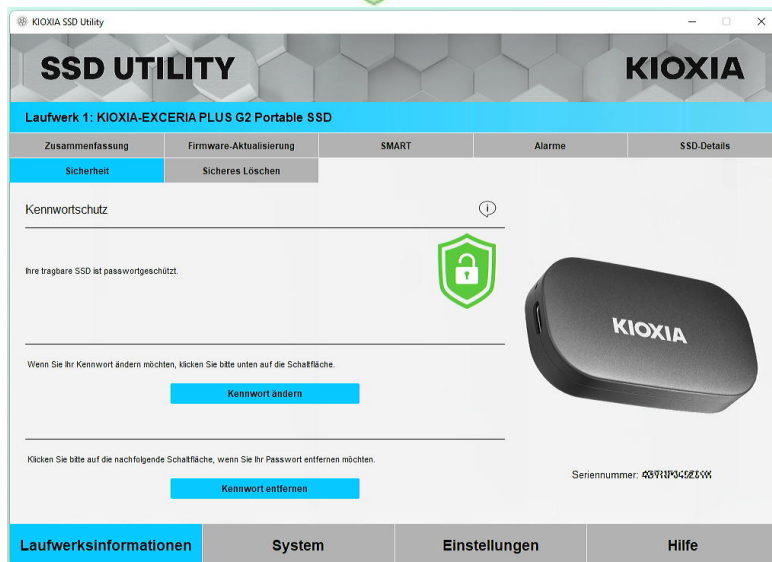 KIOXIA SSD Utility
SSD UTILITY
KIOXIA
Laufwerk 1: KIOXIA-EXCERIA PLUS G2 Portable SSD
Zusammenfassung
Firmware-Aktualisierung
SMART
Alarme
SSD-Details
Sicherheit
Sicheres Löschen
Kennwortschutz
Ihre tragbare SSD ist passwortgeschützt.
KIOXIA
Wenn Sie Ihr Kennwort ändern möchten, klicken Sie bitte unten auf die Schaltfläche.
Kennwort ändern
Klicken Sie bitte auf die nachfolgende Schaltfläche, wenn Sie Ihr Passwort entfernen möchten.
Kennwort entfernen
Seriennummer:
Laufwerksinformationen
System
Einstellungen
Hilfe